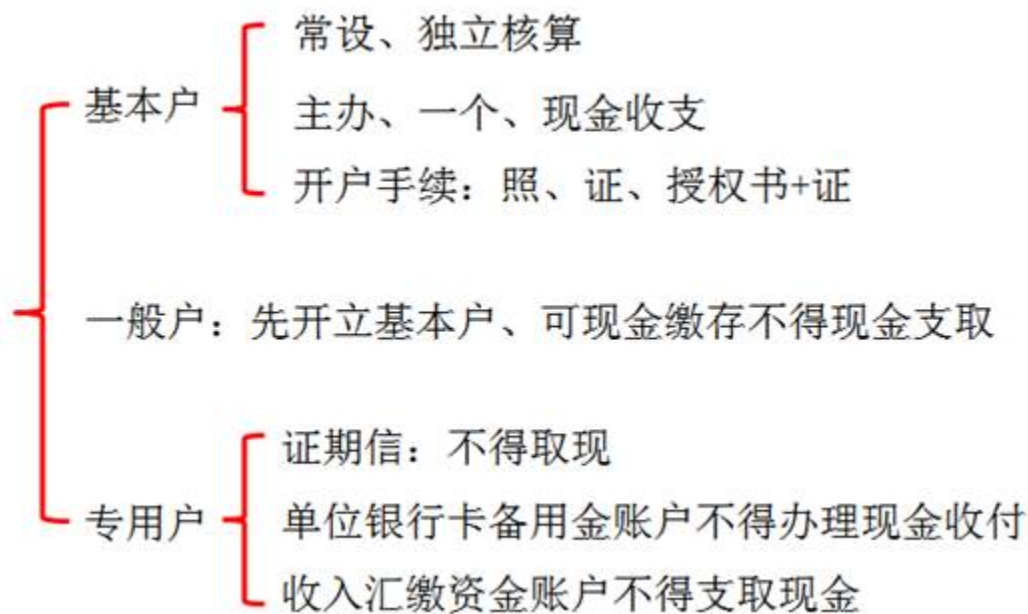 基本户
常设、独立核算
主办、一个、现金收支
开户手续：照、证、授权书+证
一般户：先开立基本户、可现金缴存不得现金支取
专用户
证期信：不得取现
单位银行卡备用金账户不得办理现金收付
收入汇缴资金账户不得支取现金